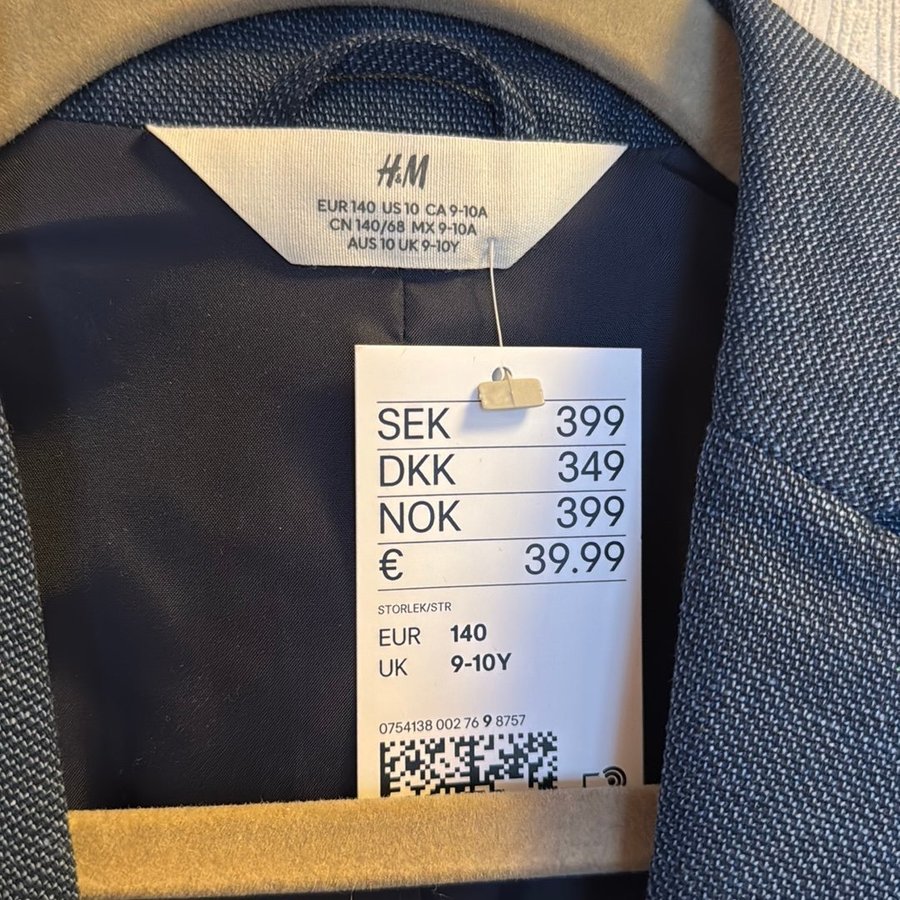 H&M
EUR 140 US 10 CA 9-10A
CN 140/68 MX 9-10A
AUS 10 UK 9-10Y
SEK 399
DKK 349
NOK 399
€ 39.99
STORLEK/STR
EUR 140
UK 9-10Y
0754138 002 76 9 8757